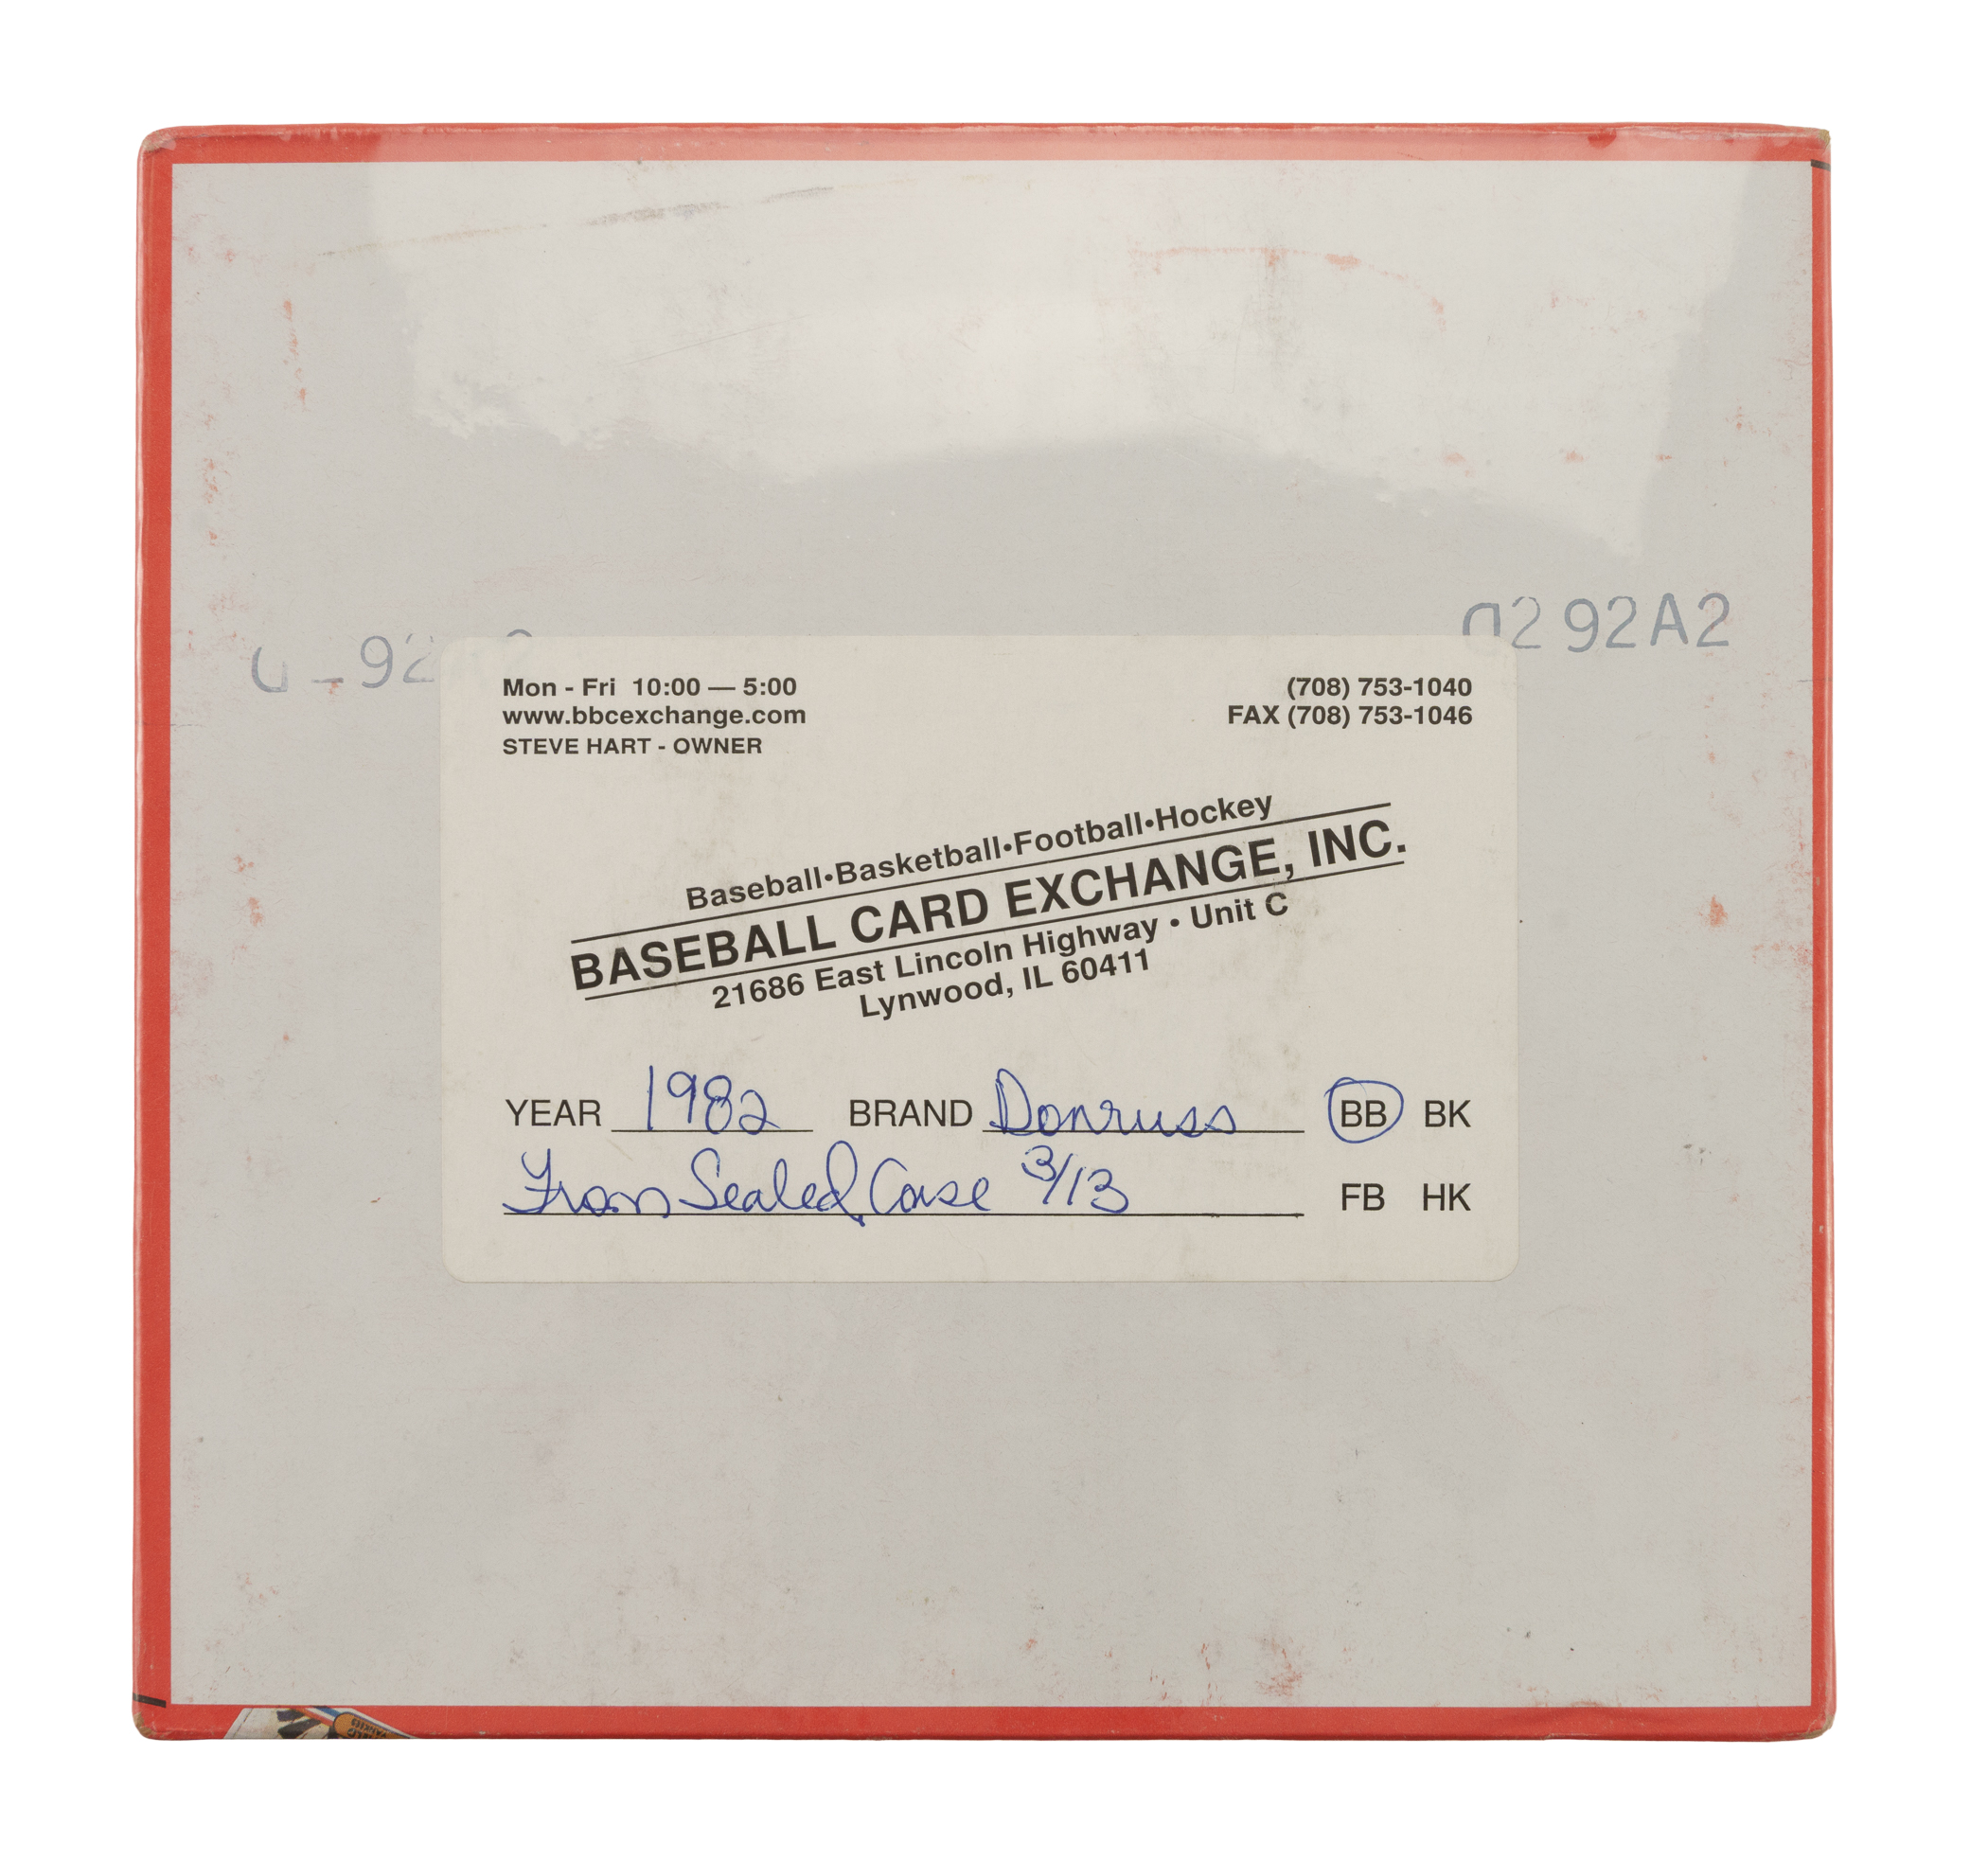 0292A2
Mon - Fri 10:00 — 5:00
www.bbcexchange.com
STEVE HART - OWNER
(708) 753-1040
FAX (708) 753-1046
Baseball•Basketball•Football•Hockey
BASEBALL CARD EXCHANGE, INC.
21686 East Lincoln Highway • Unit C
Lynwood, IL 60411
YEAR 1982 BRAND Donruss BB BK
From Sealed Case 3/13 FB HK